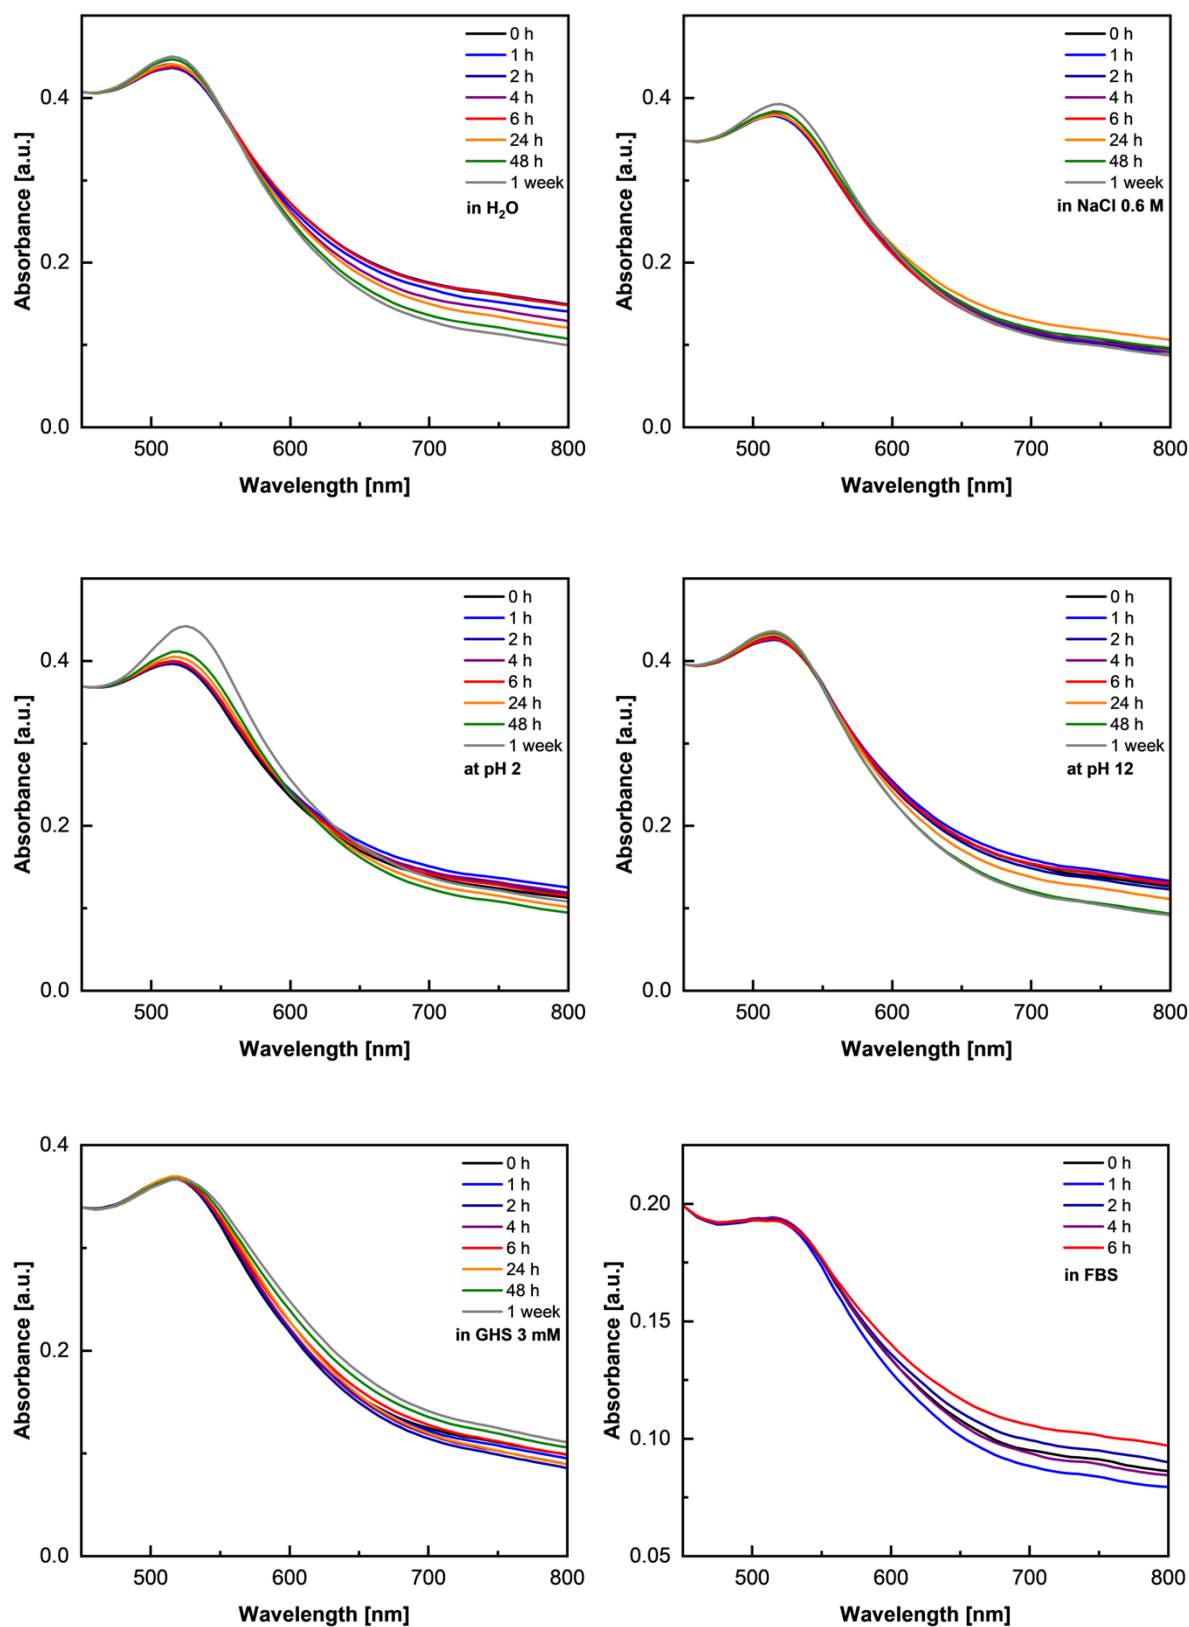 0 h
1 h
2 h
4 h
6 h
24 h
48 h
1 week
in H₂O
0.4
0.2
0.0
500
600
700
800
Absorbance [a.u.]
Wavelength [nm]
0 h
1 h
2 h
4 h
6 h
24 h
48 h
1 week
in NaCl 0.6 M
0.4
0.2
0.0
500
600
700
800
Absorbance [a.u.]
Wavelength [nm]
0 h
1 h
2 h
4 h
6 h
24 h
48 h
1 week
at pH 2
0.4
0.2
0.0
500
600
700
800
Absorbance [a.u.]
Wavelength [nm]
0 h
1 h
2 h
4 h
6 h
24 h
48 h
1 week
at pH 12
0.4
0.2
0.0
500
600
700
800
Absorbance [a.u.]
Wavelength [nm]
0 h
1 h
2 h
4 h
6 h
24 h
48 h
1 week
in GHS 3 mM
0.4
0.2
0.0
500
600
700
800
Absorbance [a.u.]
Wavelength [nm]
0 h
1 h
2 h
4 h
6 h
in FBS
0.20
0.15
0.10
0.05
500
600
700
800
Absorbance [a.u.]
Wavelength [nm]